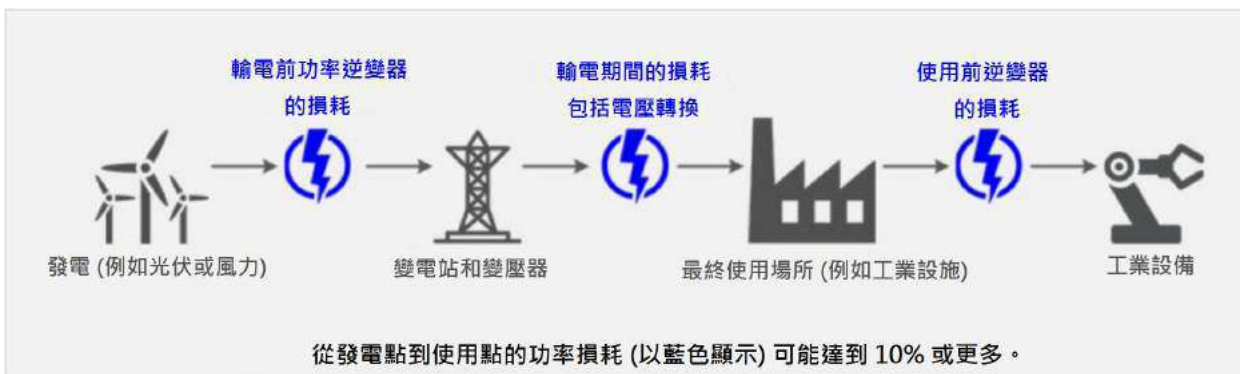 輸電前功率逆變器
的損耗
輸電期間的損耗
包括電壓轉換
使用前逆變器
的損耗
發電 (例如光伏或風力)
變電站和變壓器
最終使用場所 (例如工業設施)
工業設備
從發電點到使用點的功率損耗 (以藍色顯示) 可能達到 10% 或更多。